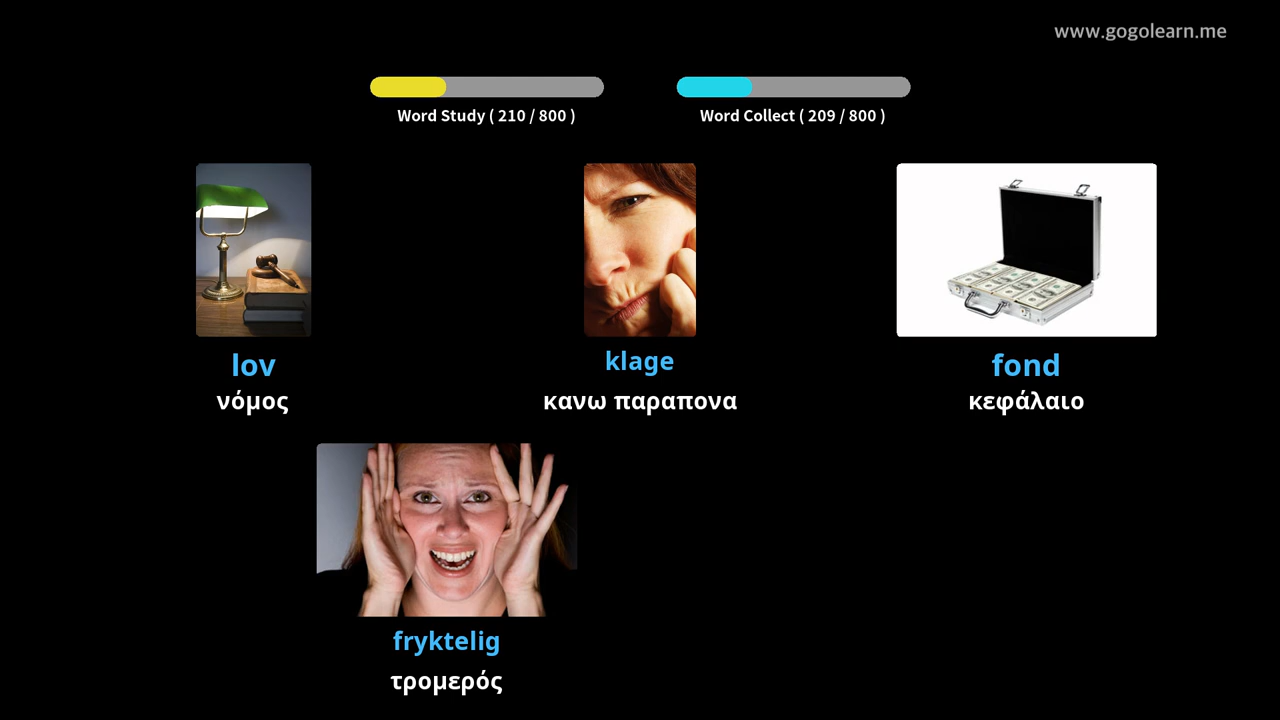 www.gogolearn.me
Word Study ( 210 / 800 )
Word Collect ( 209 / 800 )
lov
νόμος
klage
κανω παραπονα
fond
κεφάλαιο
fryktelig
τρομερός